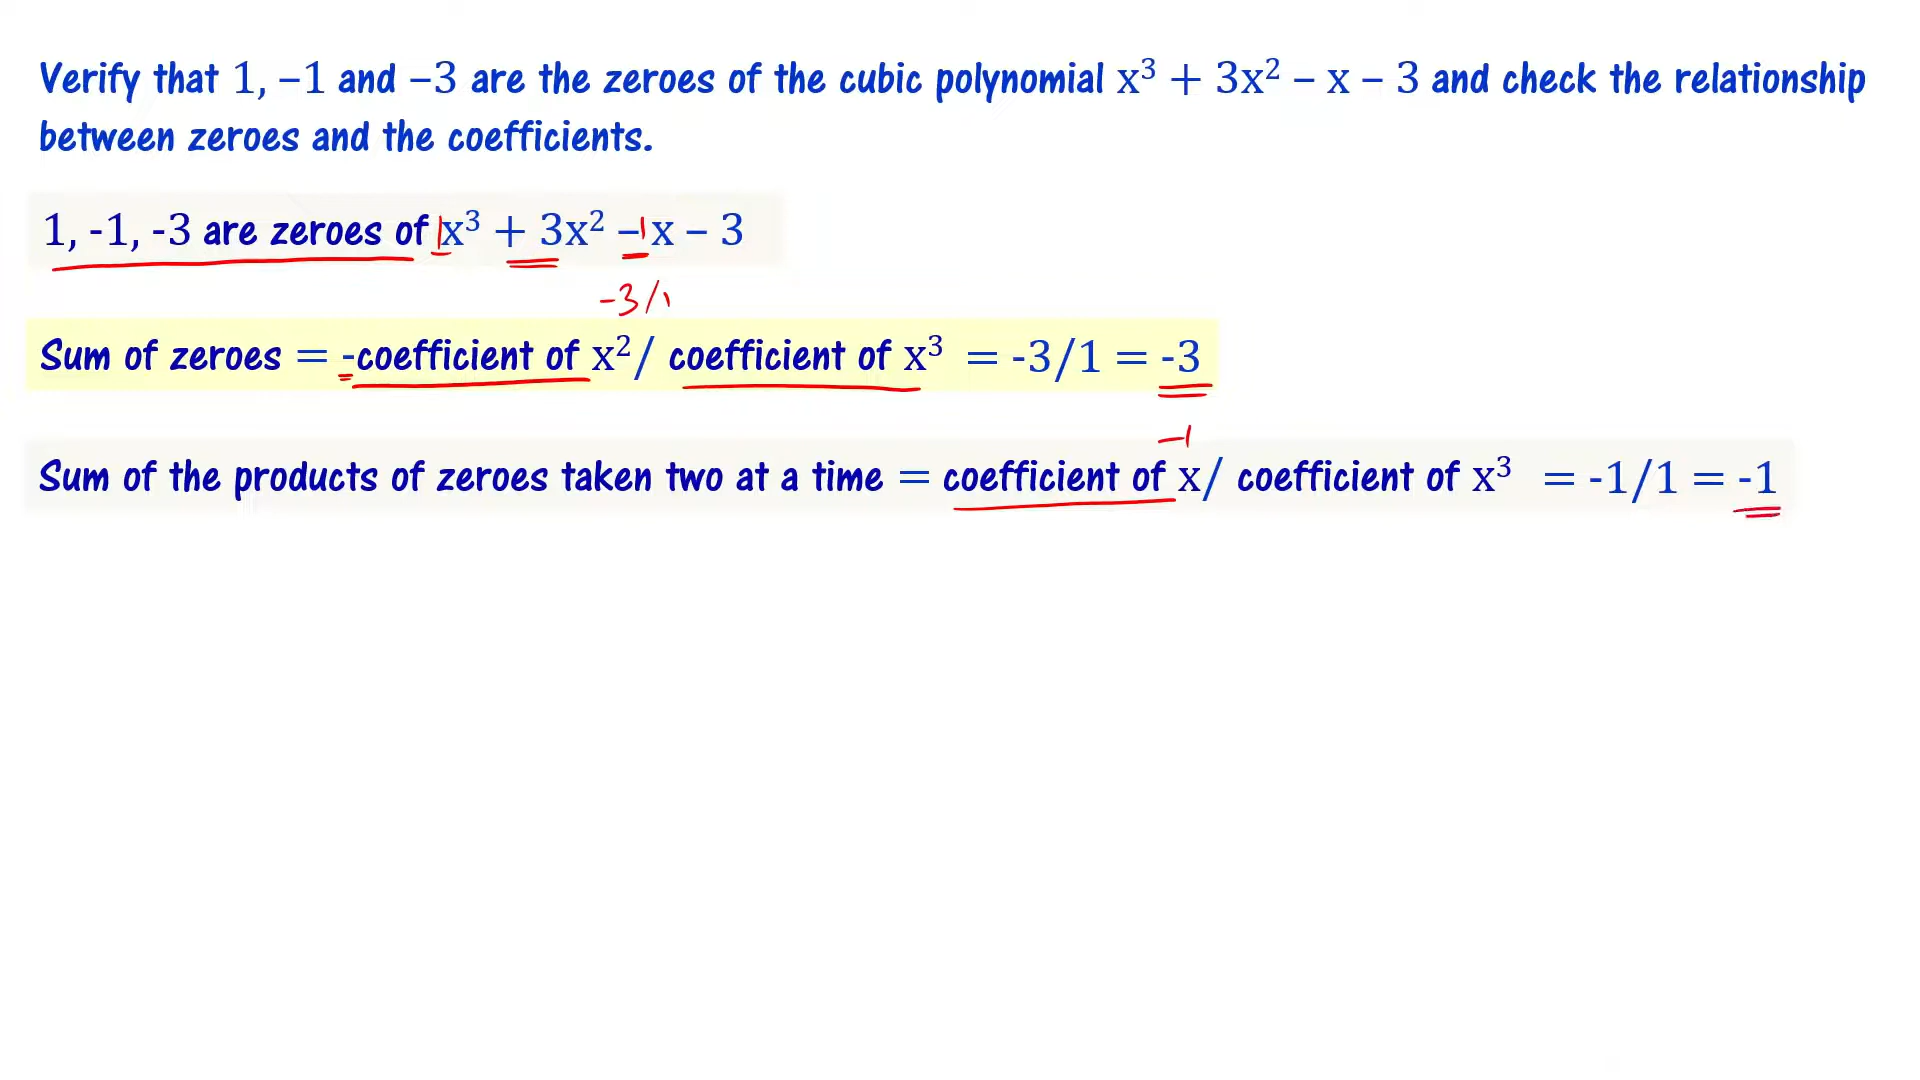 Verify that 1, –1 and –3 are the zeroes of the cubic polynomial x³ + 3x² – x – 3 and check the relationship
between zeroes and the coefficients.
1, -1, -3 are zeroes of 1x³ + 3x² –1x – 3
-3/1
Sum of zeroes = -coefficient of x²/ coefficient of x³ = -3/1 = -3
-1
Sum of the products of zeroes taken two at a time = coefficient of x/ coefficient of x³ = -1/1 = -1